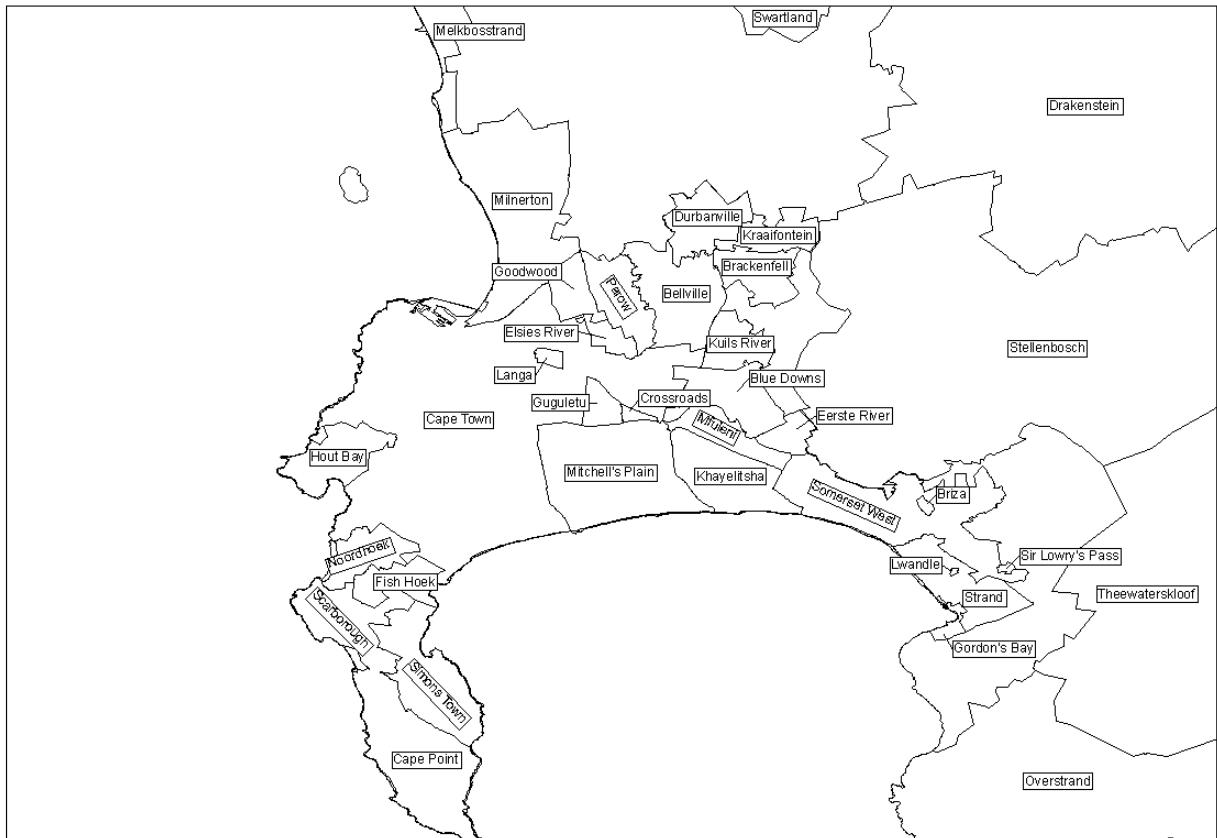 Swartland
Melkbosstrand
Drakenstein
Milnerton
Durbanville
Kraaifontein
Brackenfell
Goodwood
Parow
Bellville
Elsies River
Kuils River
Stellenbosch
Langa
Blue Downs
Crossroads
Guguletu
Eerste River
Cape Town
Mfuleni
Hout Bay
Mitchell's Plain
Khayelitsha
Somerset West
Briza
Noordhoek
Sir Lowry's Pass
Lwandle
Fish Hoek
Theewaterskloof
Strand
Scarborough
Gordon's Bay
Simons Town
Cape Point
Overstrand